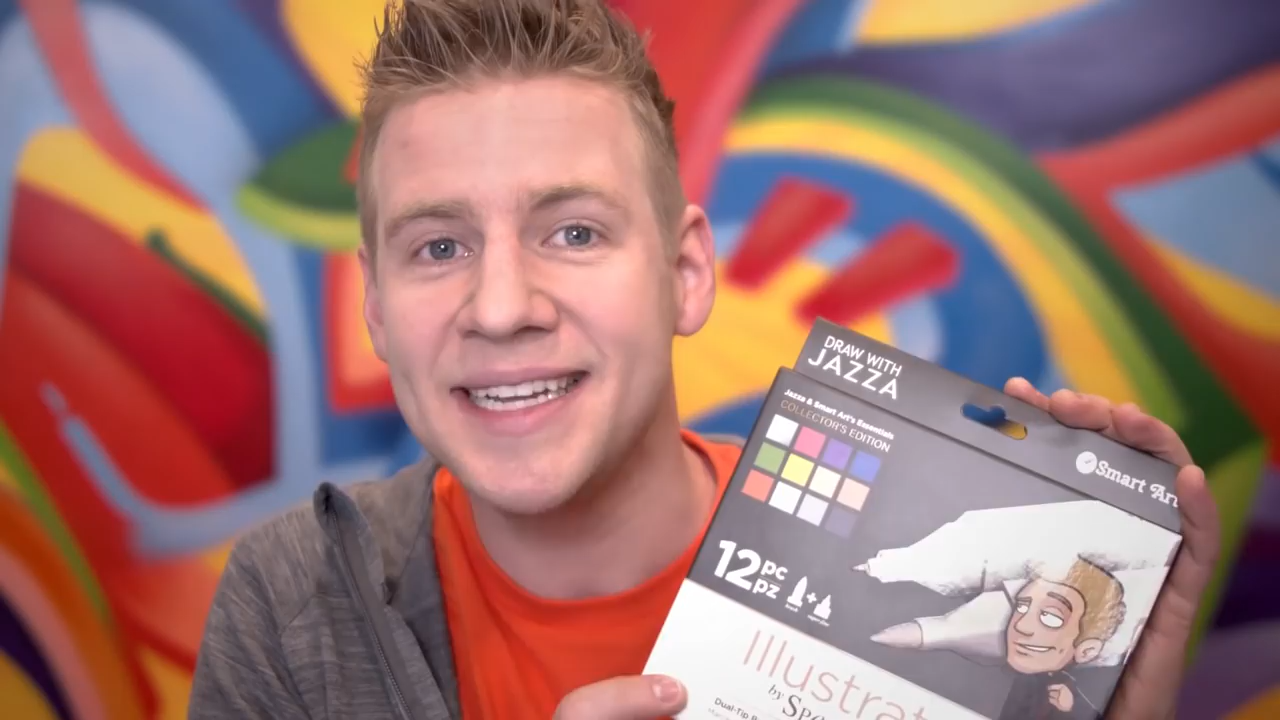 DRAW WITH
JAZZA
Jazza & Smart Art's Essentials
COLLECTOR'S EDITION
Smart Art
12 pc
pz
Illustrat
by
Dual-Tip